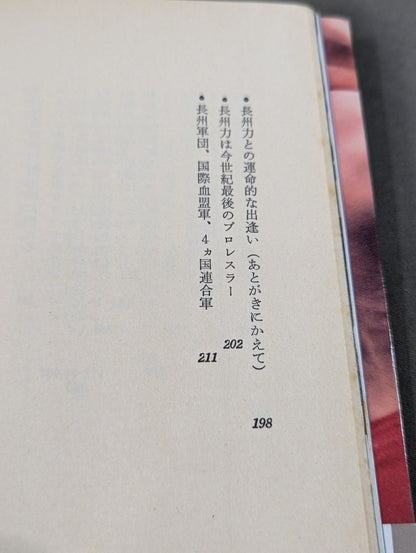 ●長州力との運命的な出逢い(あとがきにかえて) 198
●長州力は今世紀最後のプロレスラー 202
●長州軍団、国際血盟軍、4ヵ国連合軍 211